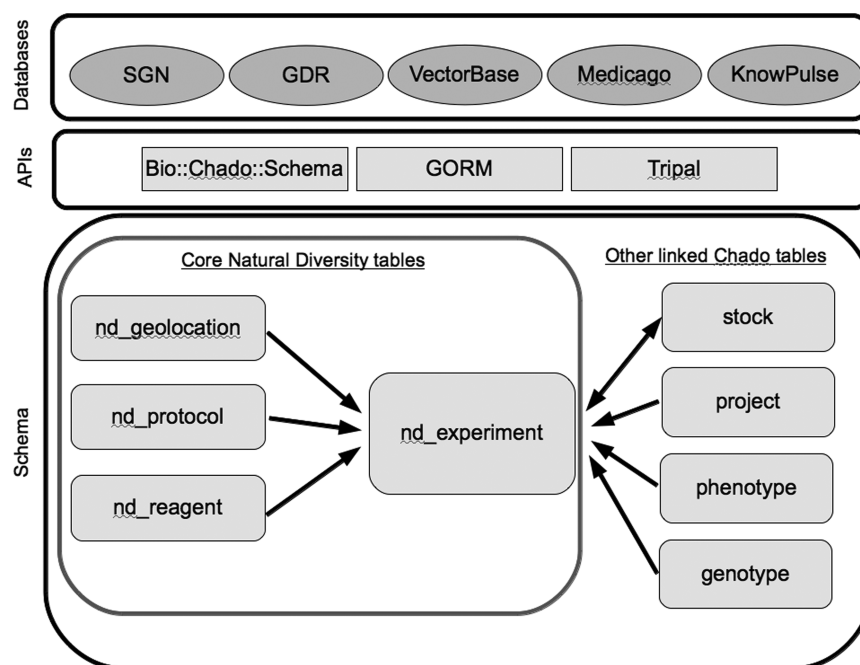 Databases
SGN
GDR
VectorBase
Medicago
KnowPulse
APIs
Bio::Chado::Schema
GORM
Tripal
Schema
Core Natural Diversity tables
Other linked Chado tables
nd_geolocation
nd_protocol
nd_reagent
nd_experiment
stock
project
phenotype
genotype